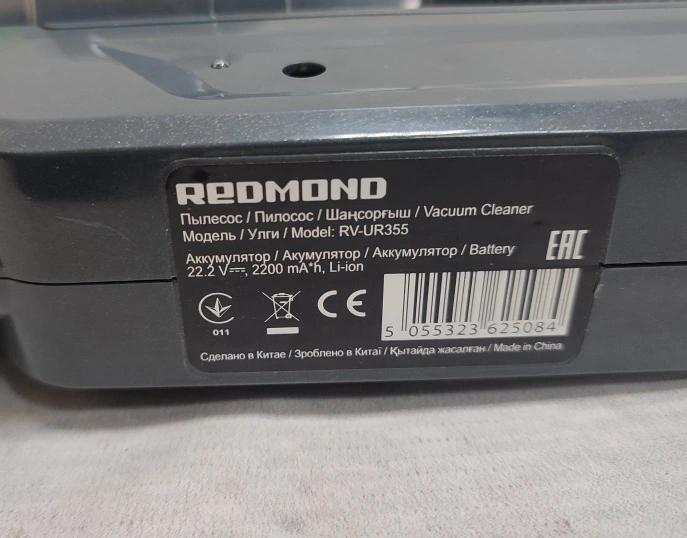 REDMOND
Пылесос / Пилосос / Шаңсорғыш / Vacuum Cleaner
Модель / Улги / Model: RV-UR355
Аккумулятор / Акумулятор / Аккумулятор / Battery
22.2 V⎓, 2200 mA*h, Li-ion
EAC
011
CE
5 055323 625084
Сделано в Китае / Зроблено в Китаї / Қытайда жасалған / Made in China